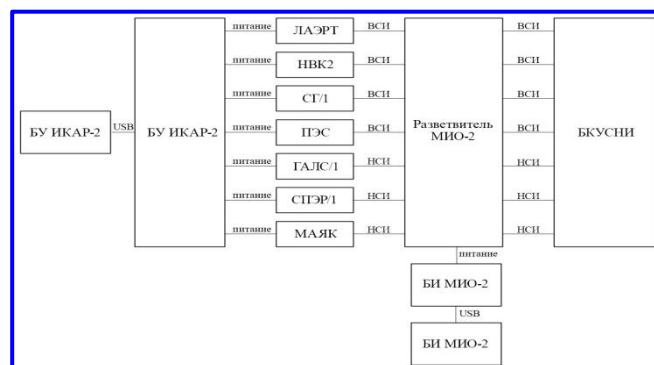 питание ЛАЭРТ ВСИ ВСИ
питание НВК2 ВСИ ВСИ
питание СГ/1 ВСИ ВСИ
БУ ИКАР-2 USB БУ ИКАР-2 питание ПЭС ВСИ Разветвитель ВСИ БКУСНИ
МИО-2
питание ГАЛС/1 НСИ НСИ
питание СПЭР/1 НСИ НСИ
питание МАЯК НСИ НСИ
питание
БИ МИО-2
USB
БИ МИО-2